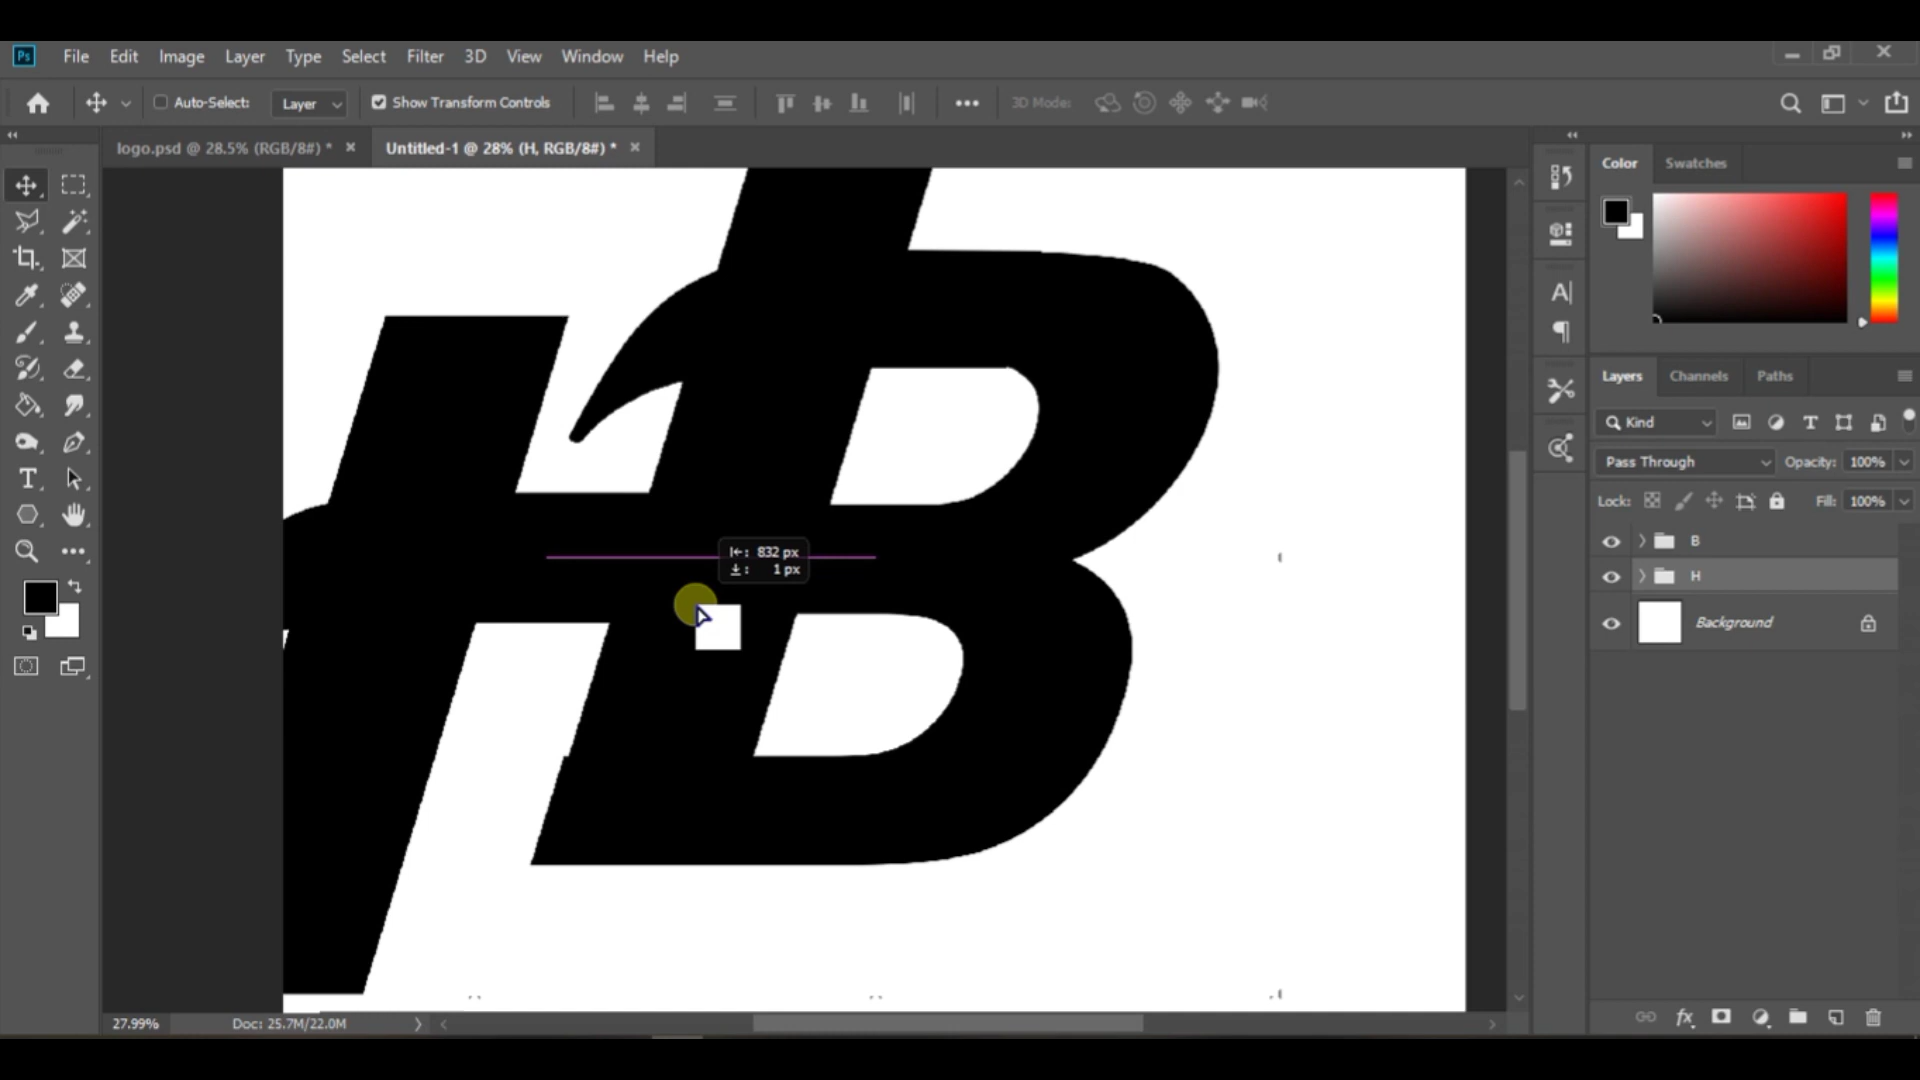 Ps File Edit Image Layer Type Select Filter 3D View Window Help
Auto-Select: Layer Show Transform Controls 3D Mode:
logo.psd @ 28.5% (RGB/8#) * Untitled-1 @ 28% (H, RGB/8#) *
Color Swatches
HB
832 px
1 px
Layers Channels Paths
Kind
Pass Through Opacity: 100%
Lock: Fill: 100%
B
H
Background
27.99% Doc: 25.7M/22.0M